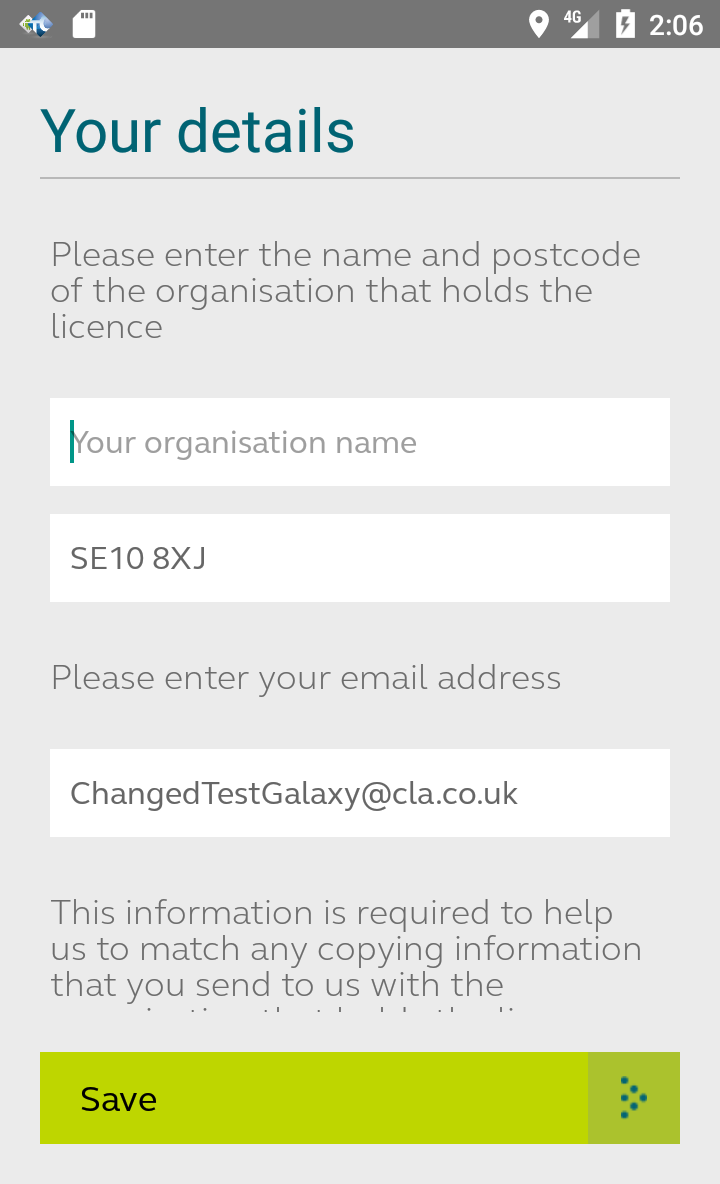 4G 2:06
Your details
Please enter the name and postcode
of the organisation that holds the
licence
Your organisation name
SE10 8XJ
Please enter your email address
ChangedTestGalaxy@cla.co.uk
This information is required to help
us to match any copying information
that you send to us with the
Save